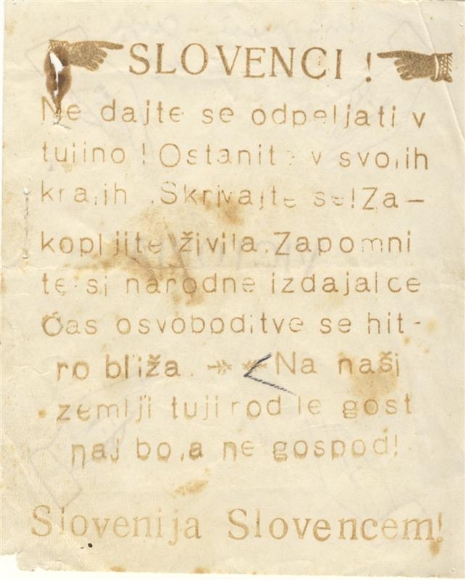 SLOVENCI !
Ne dajte se odpeljati v
tujino ! Ostanite v svojih
krajih . Skrivajte se! Za-
kopljite živila. Zapomni
te si narodne izdajalce
Čas osvoboditve se hit-
ro bliža. Na naši
zemlji tuji rod le gost
naj bo, a ne gospod!
Slovenija Slovencem!